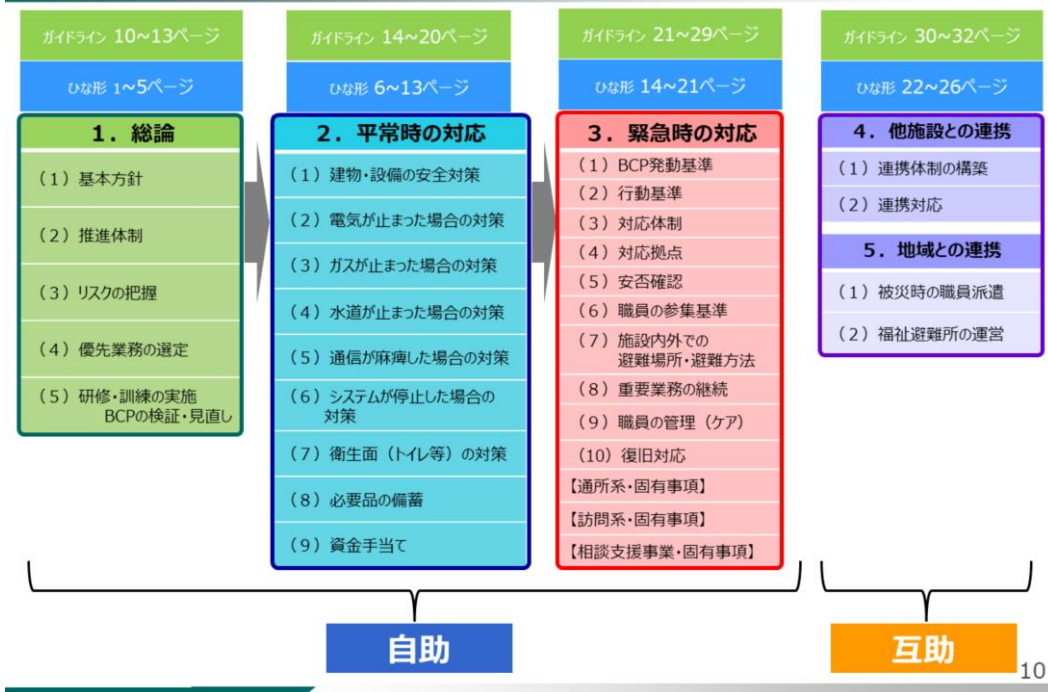 ガイドライン 10~13ページ
ひな形 1~5ページ
1．総論
（1）基本方針
（2）推進体制
（3）リスクの把握
（4）優先業務の選定
（5）研修・訓練の実施
BCPの検証・見直し
ガイドライン 14~20ページ
ひな形 6~13ページ
2．平常時の対応
（1）建物・設備の安全対策
（2）電気が止まった場合の対策
（3）ガスが止まった場合の対策
（4）水道が止まった場合の対策
（5）通信が麻痺した場合の対策
（6）システムが停止した場合の
対策
（7）衛生面（トイレ等）の対策
（8）必要品の備蓄
（9）資金手当て
ガイドライン 21~29ページ
ひな形 14~21ページ
3．緊急時の対応
（1）BCP発動基準
（2）行動基準
（3）対応体制
（4）対応拠点
（5）安否確認
（6）職員の参集基準
（7）施設内外での
避難場所・避難方法
（8）重要業務の継続
（9）職員の管理（ケア）
（10）復旧対応
【通所系・固有事項】
【訪問系・固有事項】
【相談支援事業・固有事項】
ガイドライン 30~32ページ
ひな形 22~26ページ
4．他施設との連携
（1）連携体制の構築
（2）連携対応
5．地域との連携
（1）被災時の職員派遣
（2）福祉避難所の運営
自助
互助
10